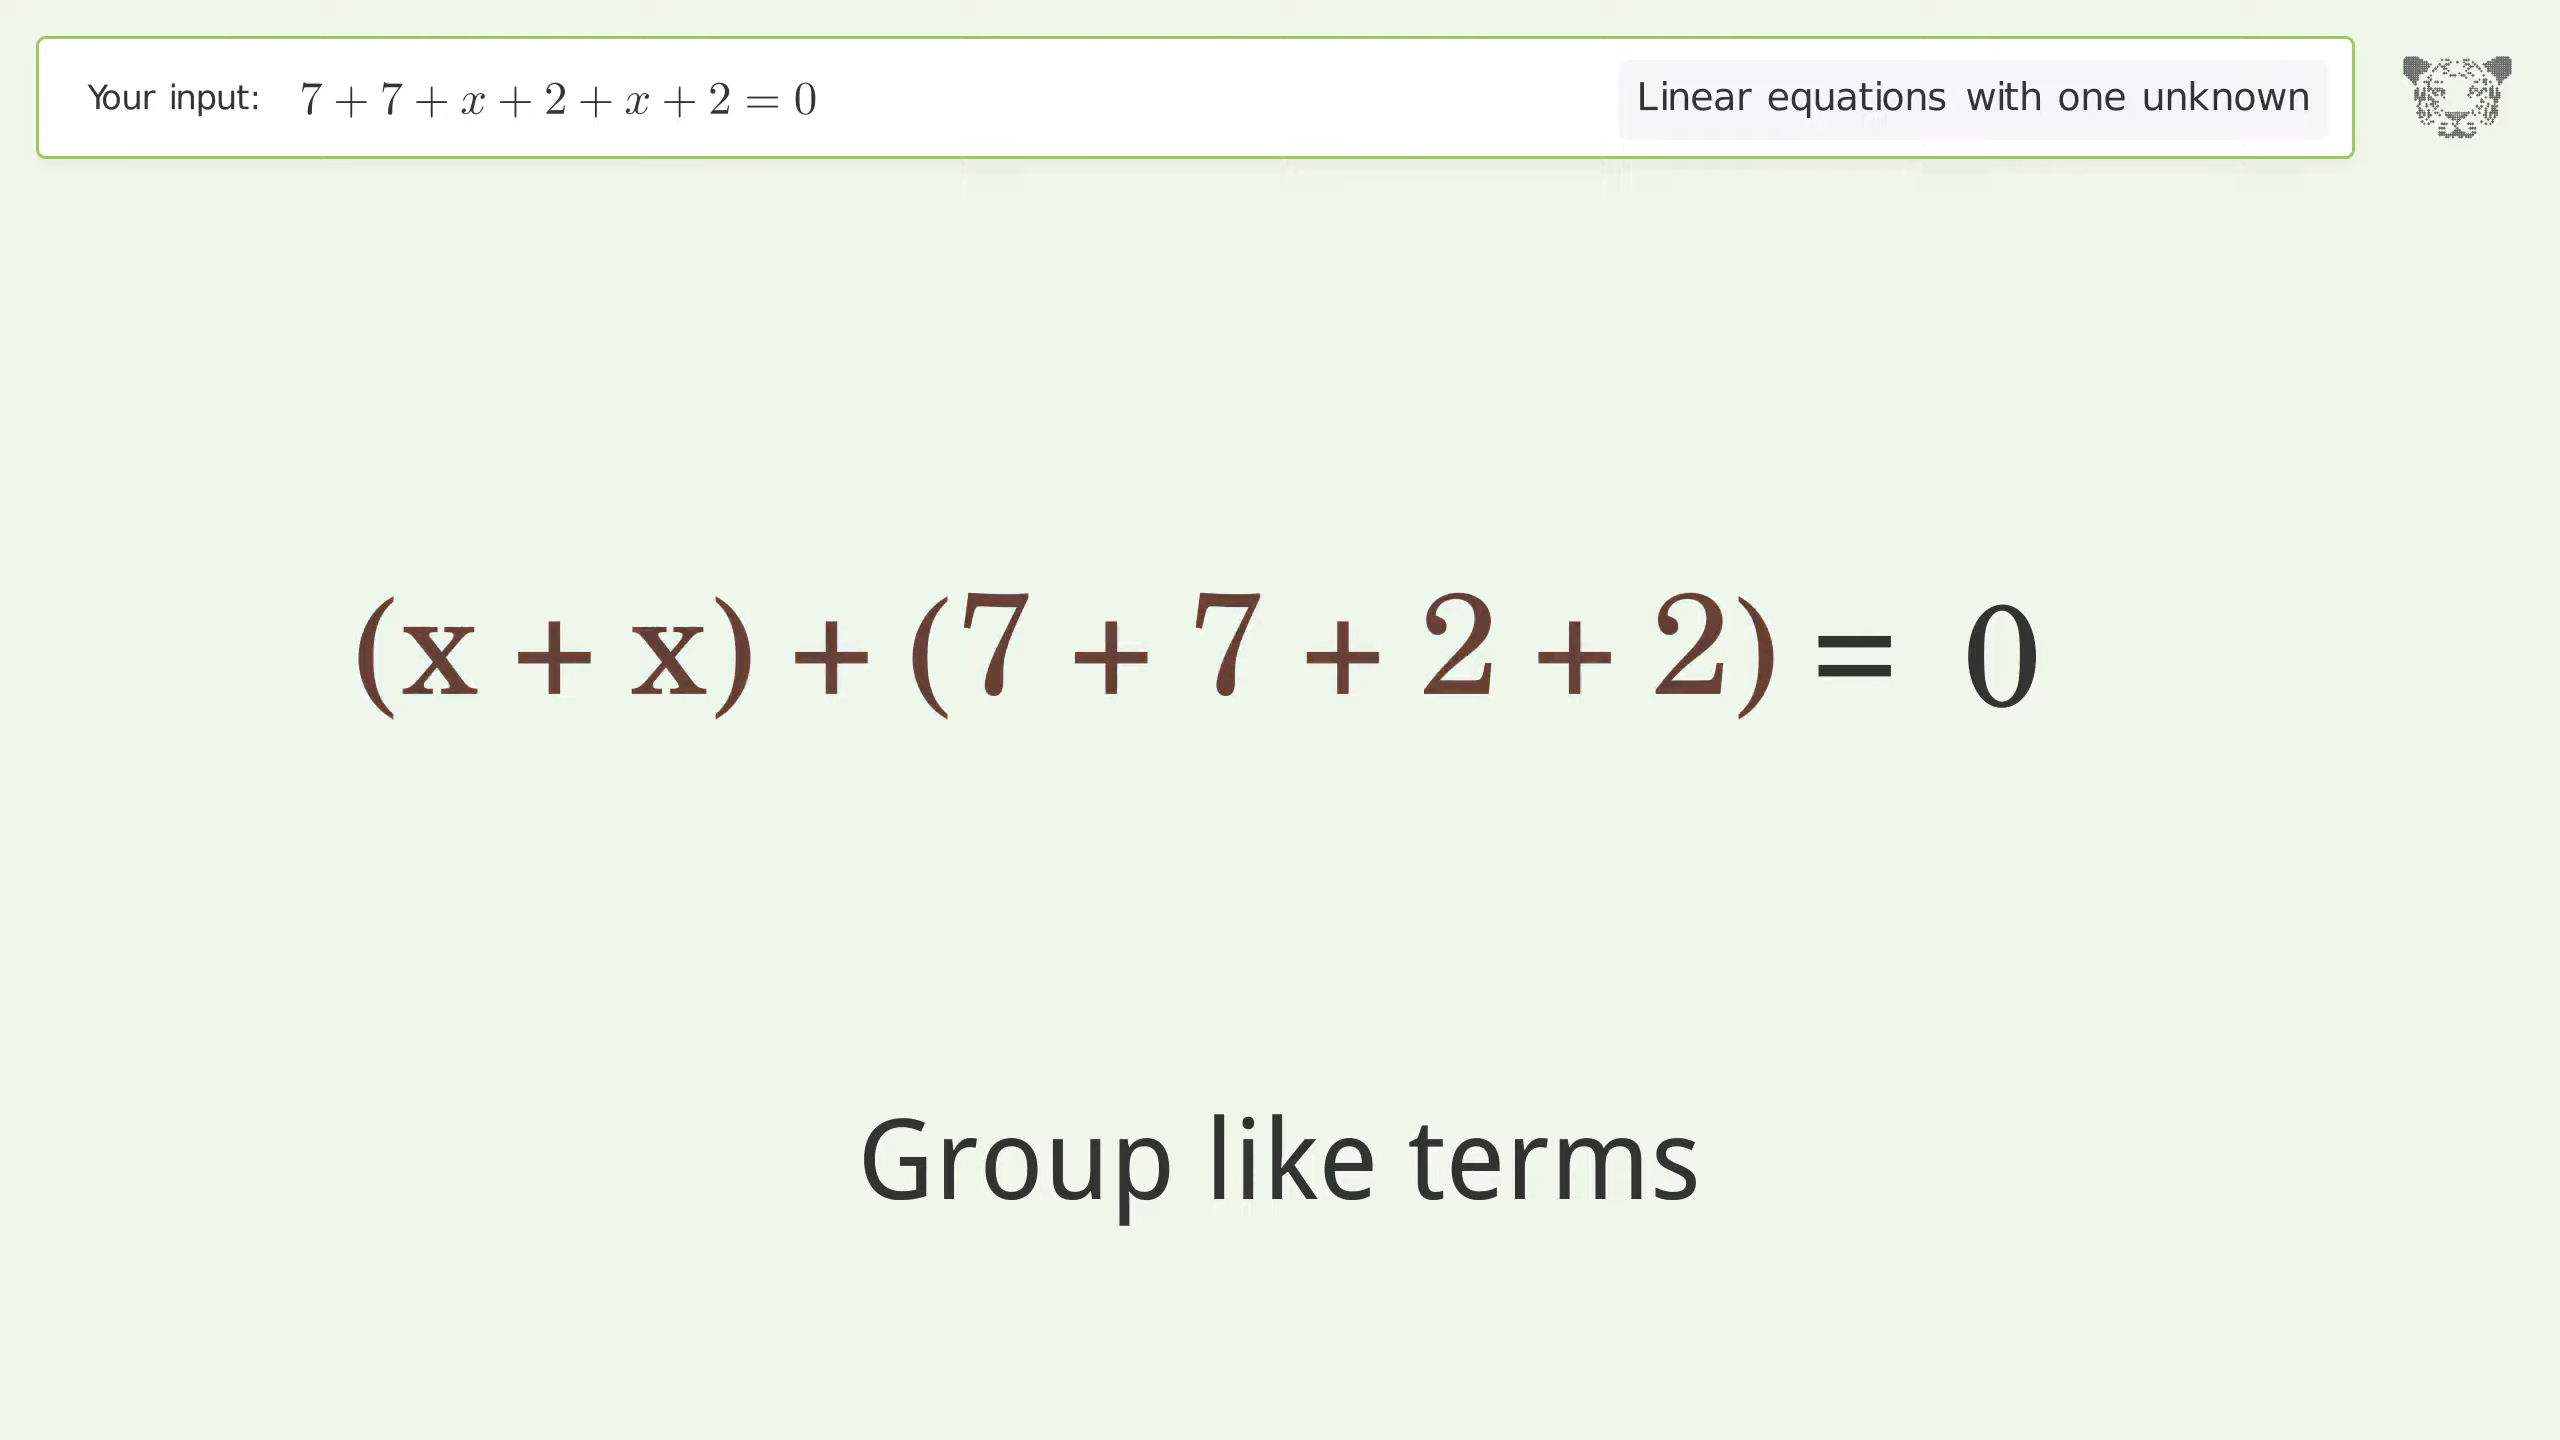 Your input: 7 + 7 + x + 2 + x + 2 = 0
Linear equations with one unknown
(x + x) + (7 + 7 + 2 + 2) = 0
Group like terms